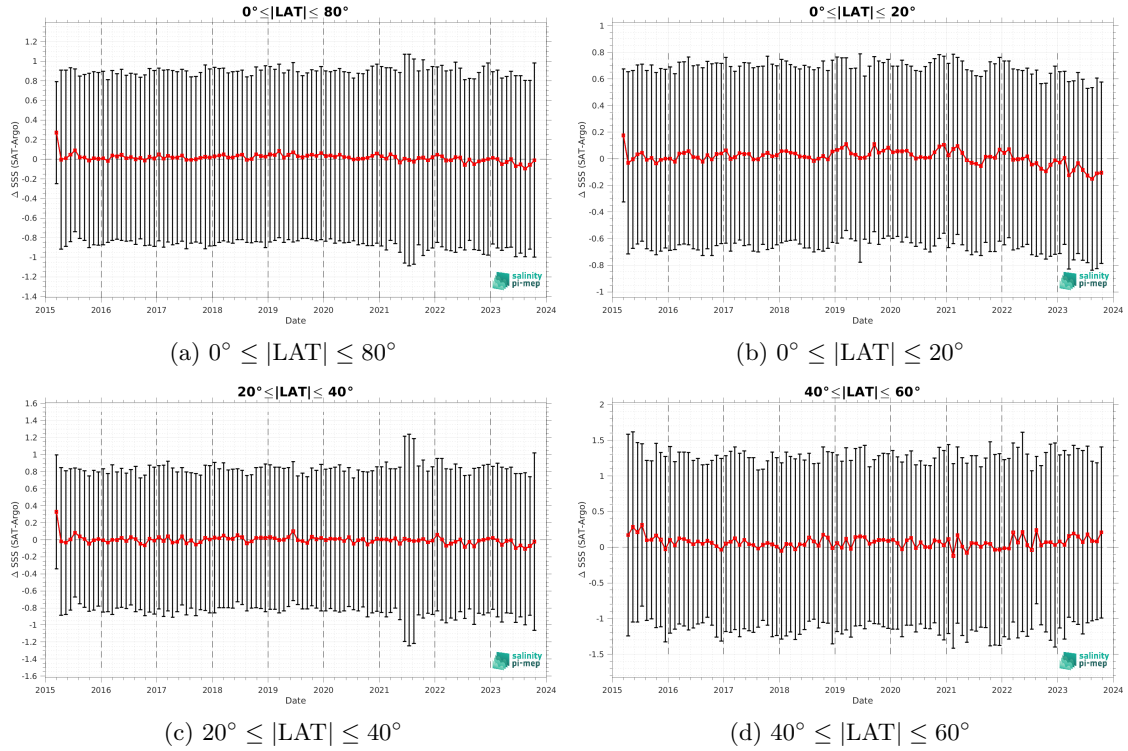 0°≤|LAT|≤ 80°
Δ SSS (SAT-Argo)
1.2
1
0.8
0.6
0.4
0.2
0
-0.2
-0.4
-0.6
-0.8
-1
-1.2
-1.4
2015 2016 2017 2018 2019 2020 2021 2022 2023 2024
Date
salinity
pi-mep
(a) 0° ≤ |LAT| ≤ 80°
0°≤|LAT|≤ 20°
Δ SSS (SAT-Argo)
1
0.8
0.6
0.4
0.2
0
-0.2
-0.4
-0.6
-0.8
-1
2015 2016 2017 2018 2019 2020 2021 2022 2023 2024
Date
salinity
pi-mep
(b) 0° ≤ |LAT| ≤ 20°
20°≤|LAT|≤ 40°
Δ SSS (SAT-Argo)
1.6
1.4
1.2
1
0.8
0.6
0.4
0.2
0
-0.2
-0.4
-0.6
-0.8
-1
-1.2
-1.4
-1.6
2015 2016 2017 2018 2019 2020 2021 2022 2023 2024
Date
salinity
pi-mep
(c) 20° ≤ |LAT| ≤ 40°
40°≤|LAT|≤ 60°
Δ SSS (SAT-Argo)
2
1.5
1
0.5
0
-0.5
-1
-1.5
2015 2016 2017 2018 2019 2020 2021 2022 2023 2024
Date
salinity
pi-mep
(d) 40° ≤ |LAT| ≤ 60°